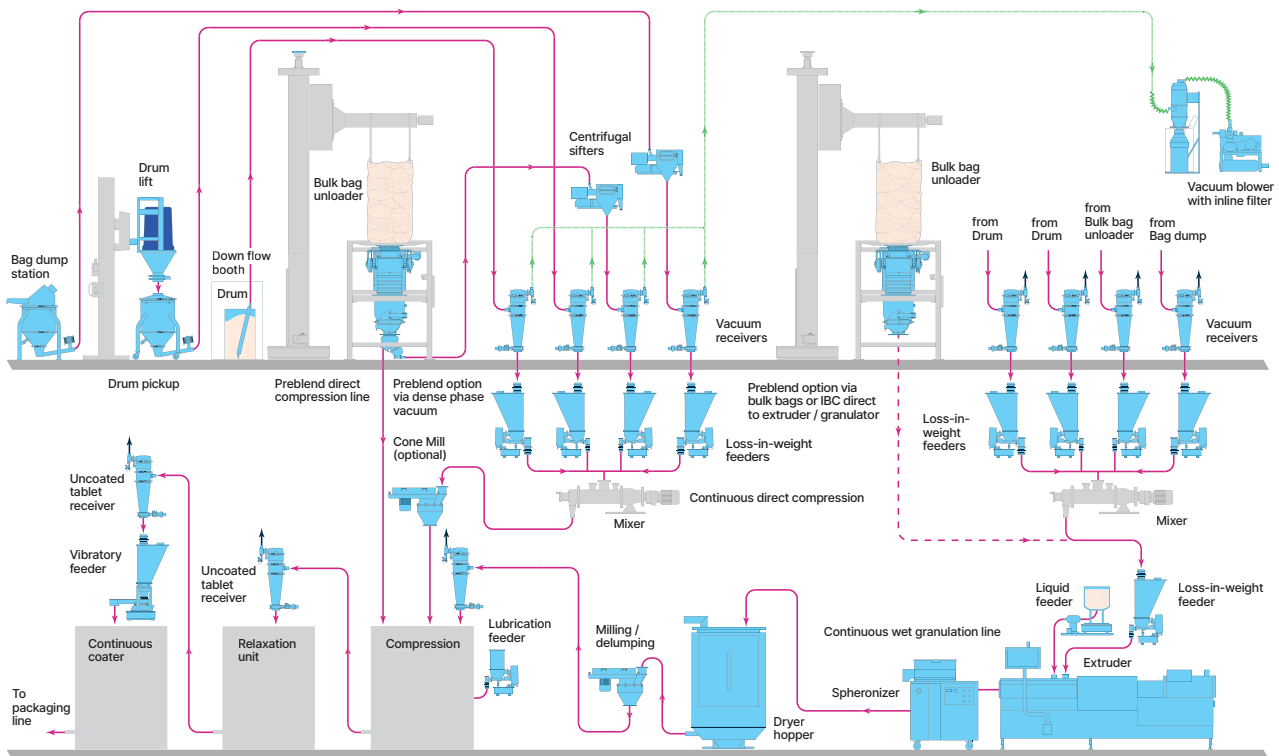 Centrifugal
sifters
Drum
lift
Bulk bag
unloader
Bulk bag
unloader
Vacuum blower
with inline filter
from
Drum
from
Drum
from
Bulk bag
unloader
from
Bag dump
Bag dump
station
Down flow
booth
Drum
Vacuum
receivers
Vacuum
receivers
Drum pickup
Preblend direct
compression line
Preblend option
via dense phase
vacuum
Preblend option via
bulk bags or IBC direct
to extruder / granulator
Cone Mill
(optional)
Loss-in-weight
feeders
Loss-in-
weight
feeders
Uncoated
tablet
receiver
Continuous direct compression
Mixer
Mixer
Vibratory
feeder
Uncoated
tablet
receiver
Liquid
feeder
Loss-in-weight
feeder
Lubrication
feeder
Milling /
delumping
Continuous wet granulation line
Continuous
coater
Relaxation
unit
Compression
Extruder
Spheronizer
To
packaging
line
Dryer
hopper